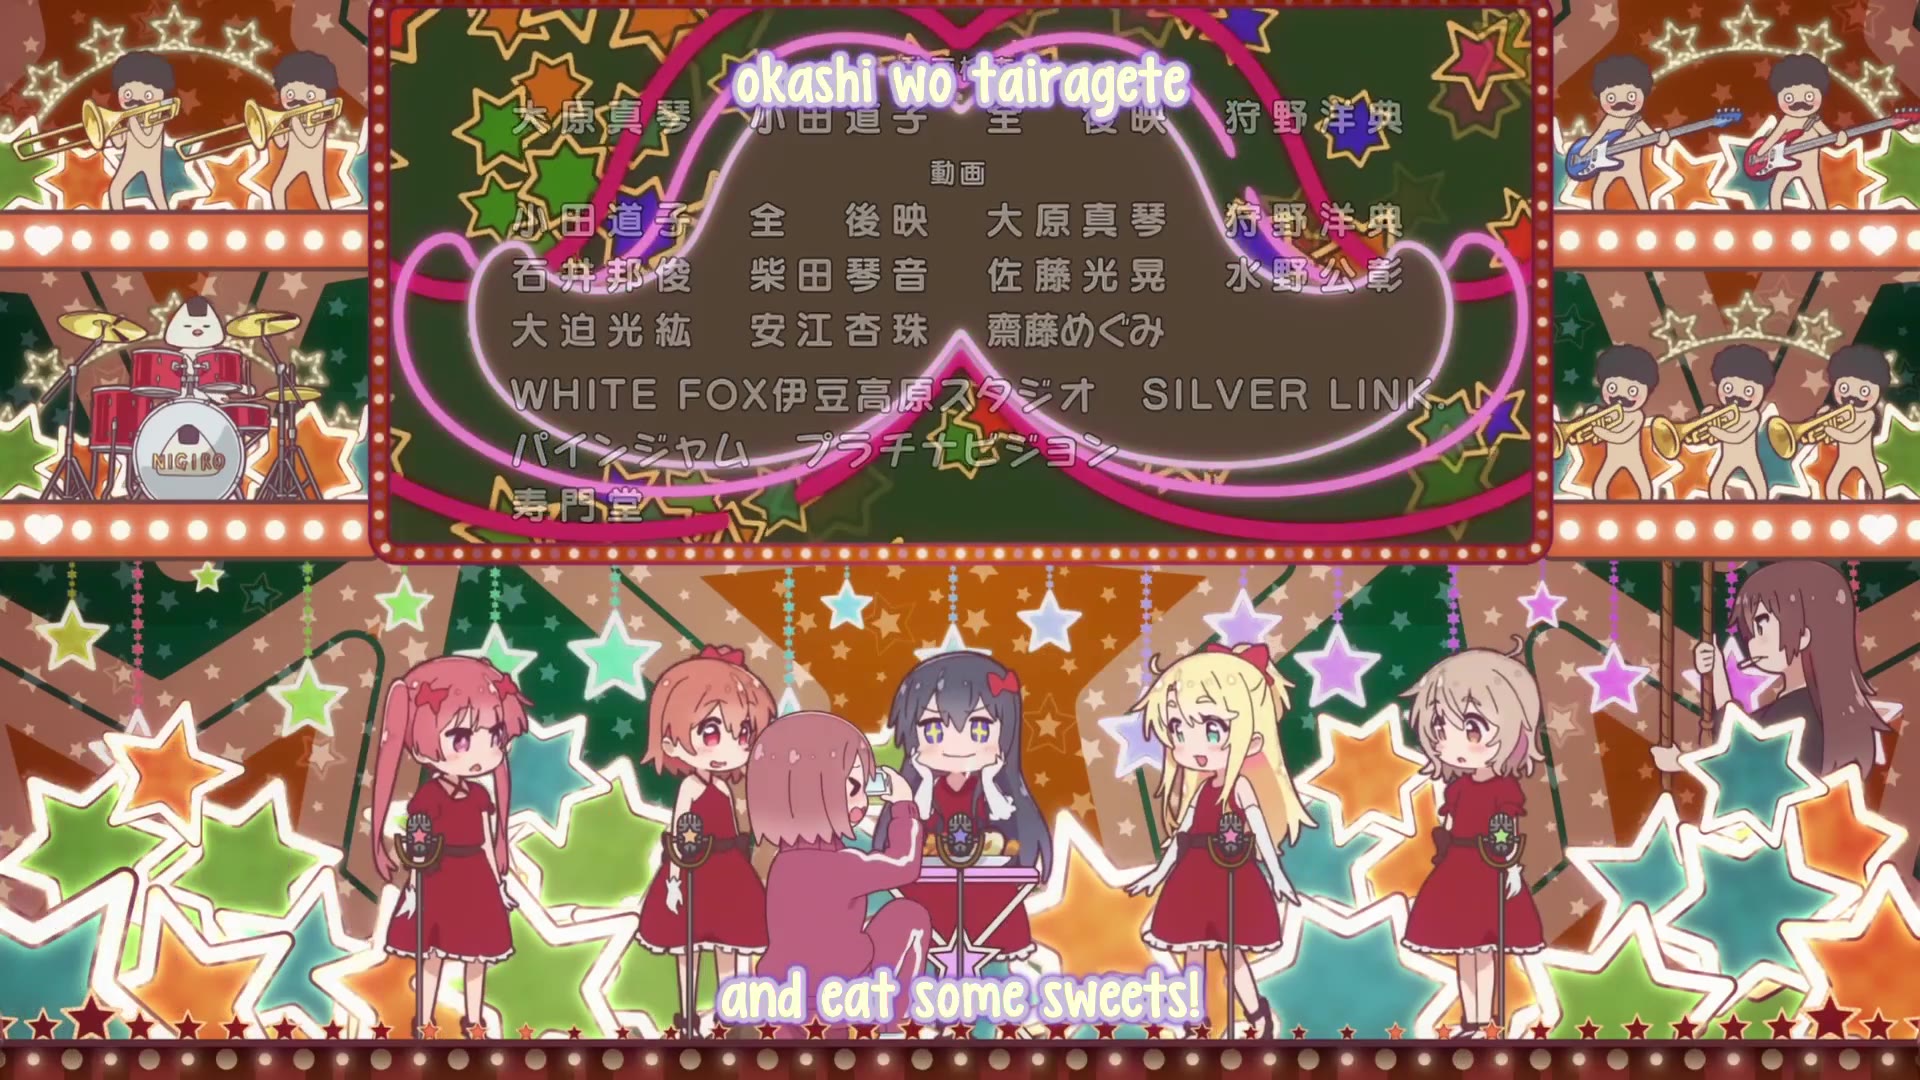 okashi wo tairagete
大原真琴 小田道子 全 後映 狩野洋典
動画
小田道子 全 後映 大原真琴 狩野洋典
石井邦俊 柴田琴音 佐藤光晃 水野公彰
大迫光紘 安江杏珠 齋藤めぐみ
WHITE FOX伊豆高原スタジオ SILVER LINK.
パインジャム プラチナビジョン
寿門堂
NIGIRO
and eat some sweets!